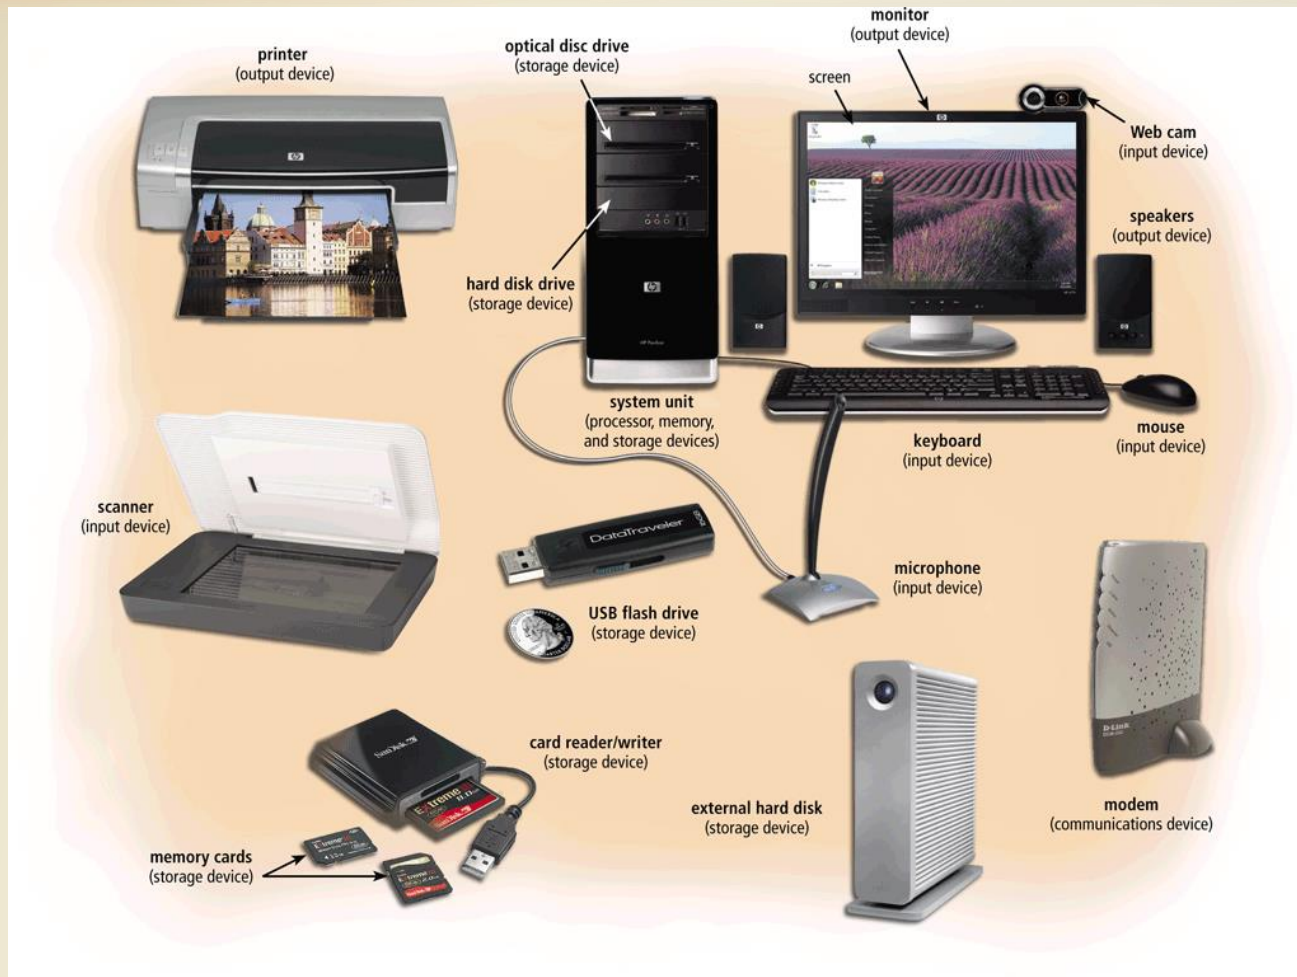 printer
(output device)
optical disc drive
(storage device)
monitor
(output device)
screen
Web cam
(input device)
speakers
(output device)
hard disk drive
(storage device)
system unit
(processor, memory,
and storage devices)
keyboard
(input device)
mouse
(input device)
scanner
(input device)
DataTraveler
USB flash drive
(storage device)
microphone
(input device)
SanDisk
Extreme
SanDisk
card reader/writer
(storage device)
memory cards
(storage device)
external hard disk
(storage device)
D-Link
modem
(communications device)